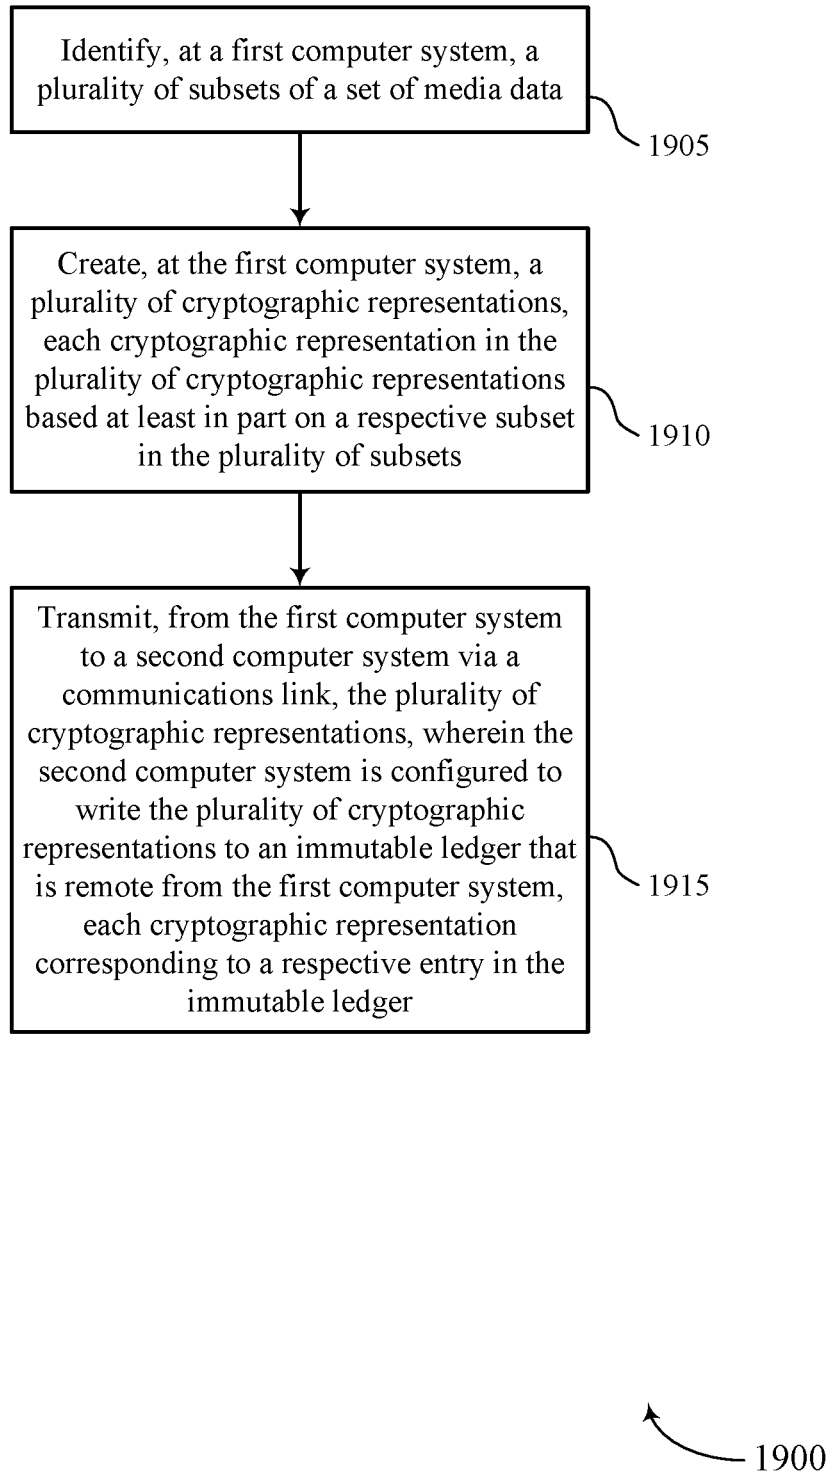 Identify, at a first computer system, a
plurality of subsets of a set of media data
1905
Create, at the first computer system, a
plurality of cryptographic representations,
each cryptographic representation in the
plurality of cryptographic representations
based at least in part on a respective subset
in the plurality of subsets
1910
Transmit, from the first computer system
to a second computer system via a
communications link, the plurality of
cryptographic representations, wherein the
second computer system is configured to
write the plurality of cryptographic
representations to an immutable ledger that
is remote from the first computer system,
each cryptographic representation
corresponding to a respective entry in the
immutable ledger
1915
1900